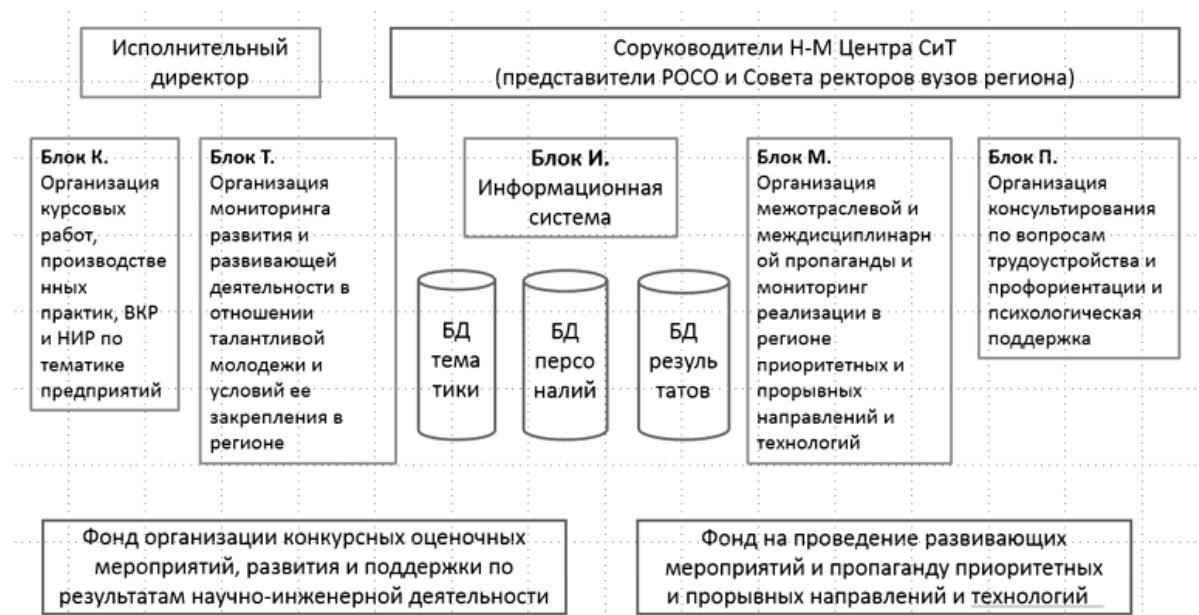 Исполнительный
директор
Соруководители Н-М Центра СиТ
(представители РОСО и Совета ректоров вузов региона)
Блок К.
Организация
курсовых
работ,
производстве
нных
практик, ВКР
и НИР по
тематике
предприятий
Блок Т.
Организация
мониторинга
развития и
развивающей
деятельности в
отношении
талантливой
молодежи и
условий ее
закрепления в
регионе
Блок И.
Информационная
система
БД
тема
тики
БД
персо
налий
БД
резуль
татов
Блок М.
Организация
межотраслевой и
междисциплинарн
ой пропаганды и
мониторинг
реализации в
регионе
приоритетных и
прорывных
направлений и
технологий
Блок П.
Организация
консультирования
по вопросам
трудоустройства и
профориентации и
психологическая
поддержка
Фонд организации конкурсных оценочных
мероприятий, развития и поддержки по
результатам научно-инженерной деятельности
Фонд на проведение развивающих
мероприятий и пропаганду приоритетных
и прорывных направлений и технологий